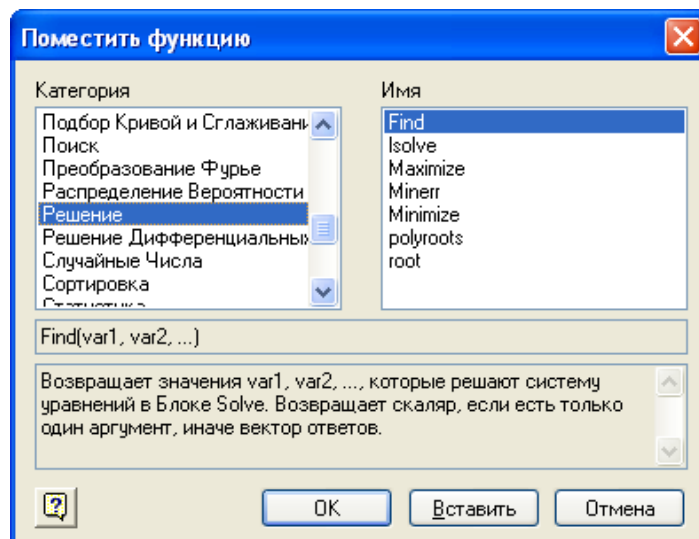 Поместить функцию
Категория
Подбор Кривой и Сглаживани
Поиск
Преобразование Фурье
Распределение Вероятности
Решение
Решение Дифференциальных
Случайные Числа
Сортировка
Статистика
Имя
Find
lsolve
Maximize
Minerr
Minimize
polyroots
root
Find(var1, var2, ...)
Возвращает значения var1, var2, ..., которые решают систему
уравнений в Блоке Solve. Возвращает скаляр, если есть только
один аргумент, иначе вектор ответов.
?
OK
Вставить
Отмена